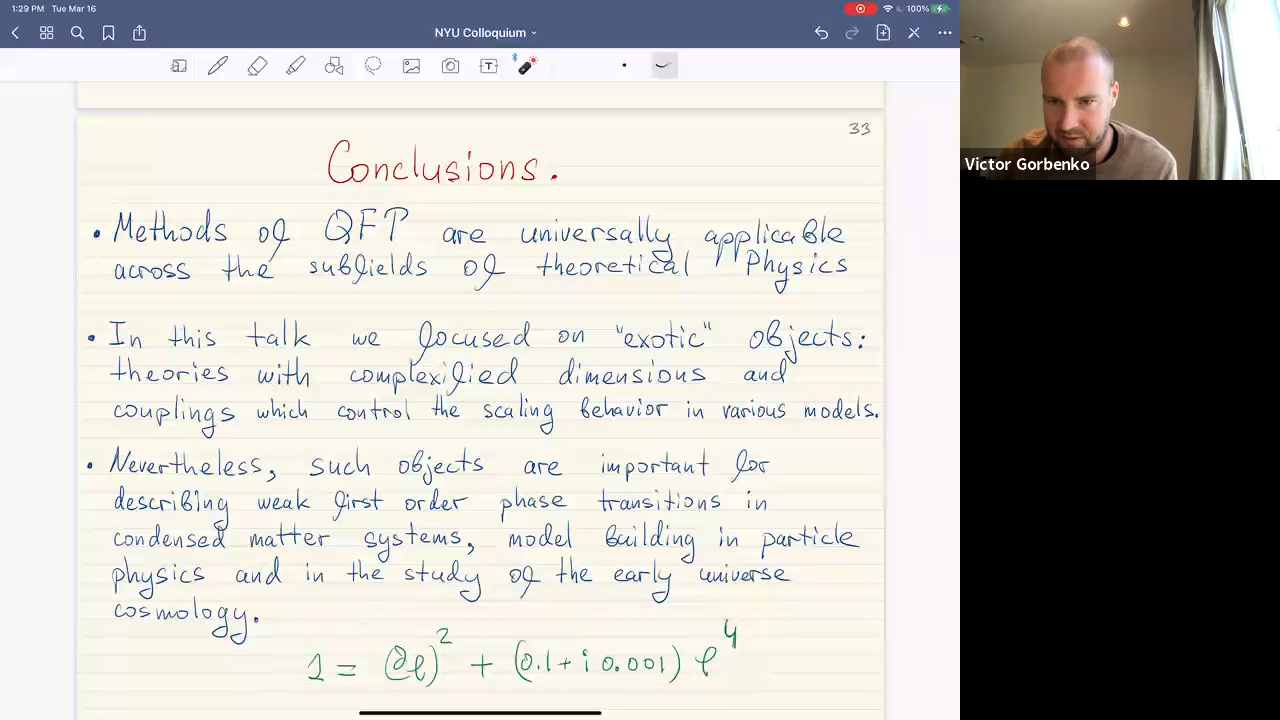 1:29 PM Tue Mar 16
100%
NYU Colloquium
T
Victor Gorbenko
33
Conclusions.
• Methods of QFT are universally applicable
across the subfields of theoretical Physics
• In this talk we focused on "exotic" objects:
theories with complexified dimensions and
couplings which control the scaling behavior in various models.
• Nevertheless, such objects are important for
describing weak first order phase transitions in
condensed matter systems, model building in particle
physics and in the study of the early universe
cosmology.
= (∂φ)² + (0.1 + i 0.001) φ⁴